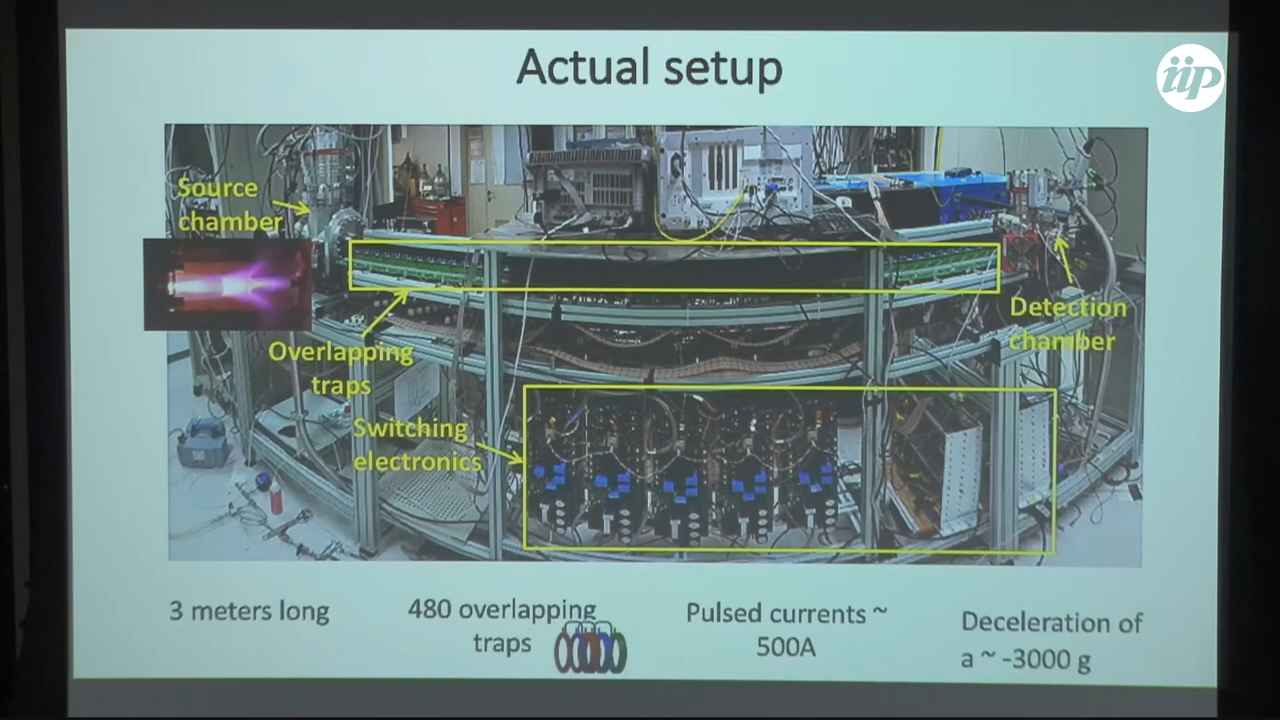 Actual setup
iip
Source
chamber
Detection
chamber
Overlapping
traps
Switching
electronics
3 meters long
480 overlapping
traps
Pulsed currents ~
500A
Deceleration of
a ~ -3000 g